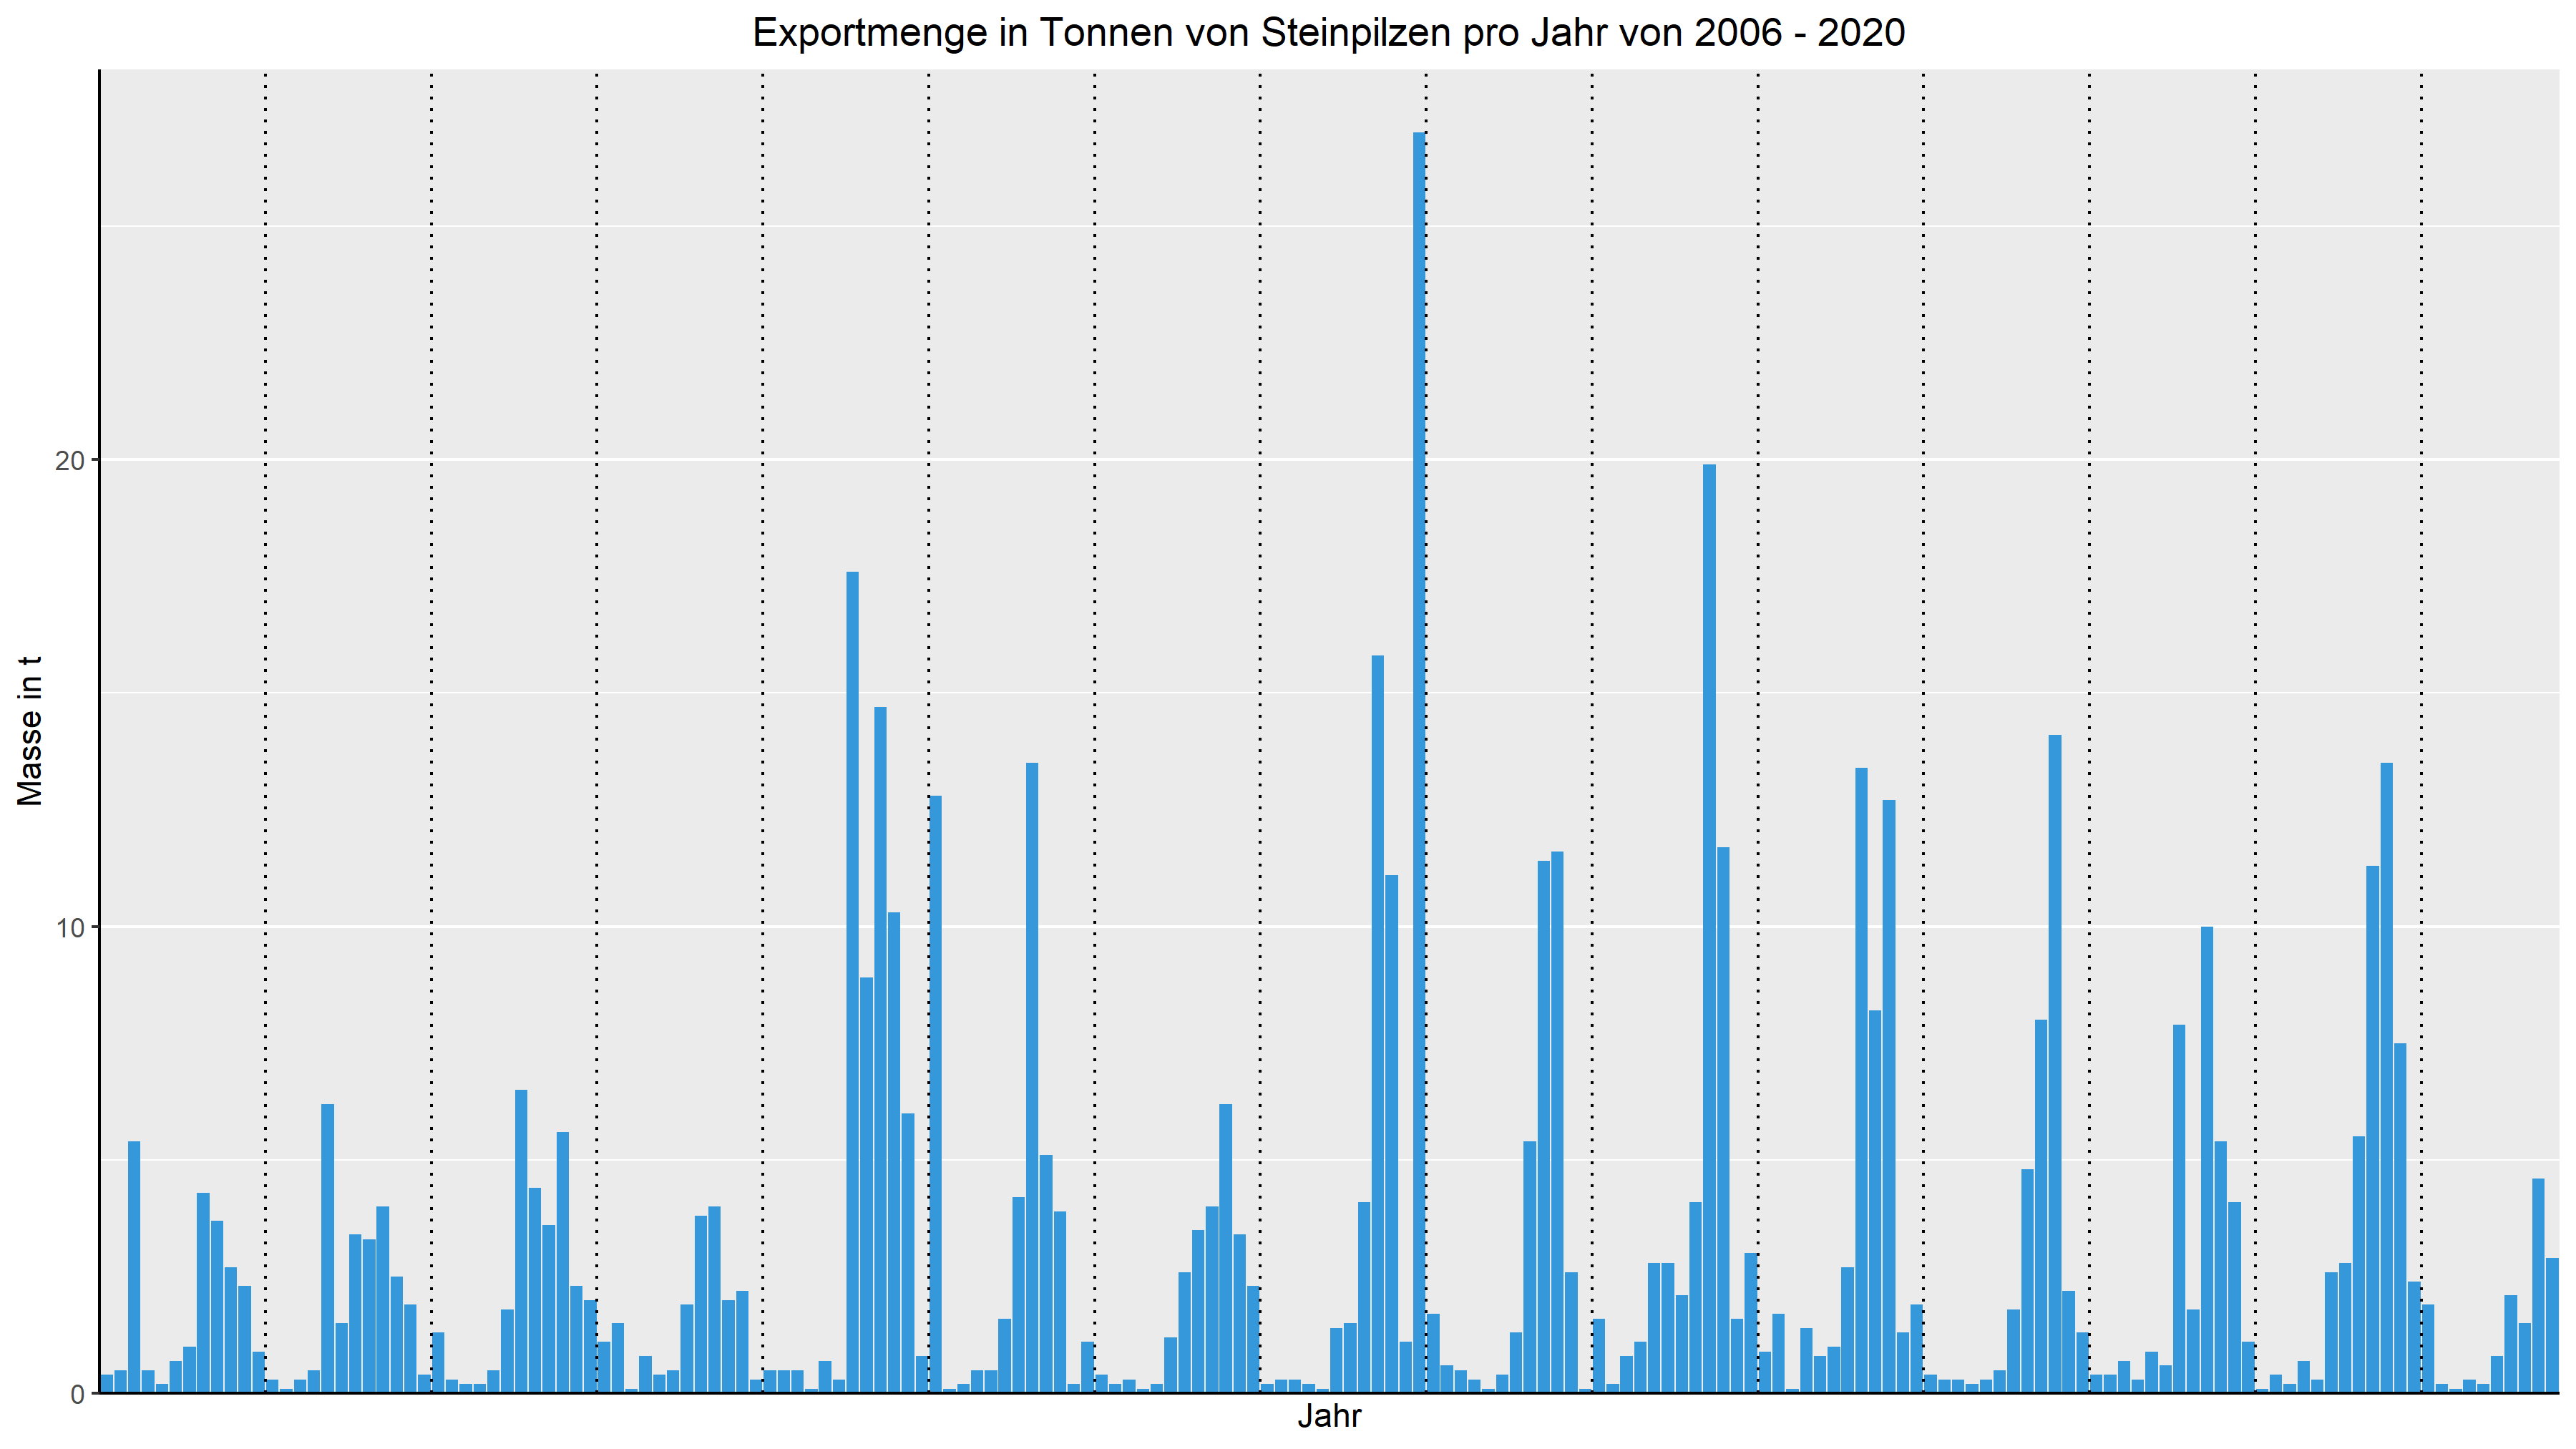 Exportmenge in Tonnen von Steinpilzen pro Jahr von 2006 - 2020
Masse in t
20
10
0
Jahr